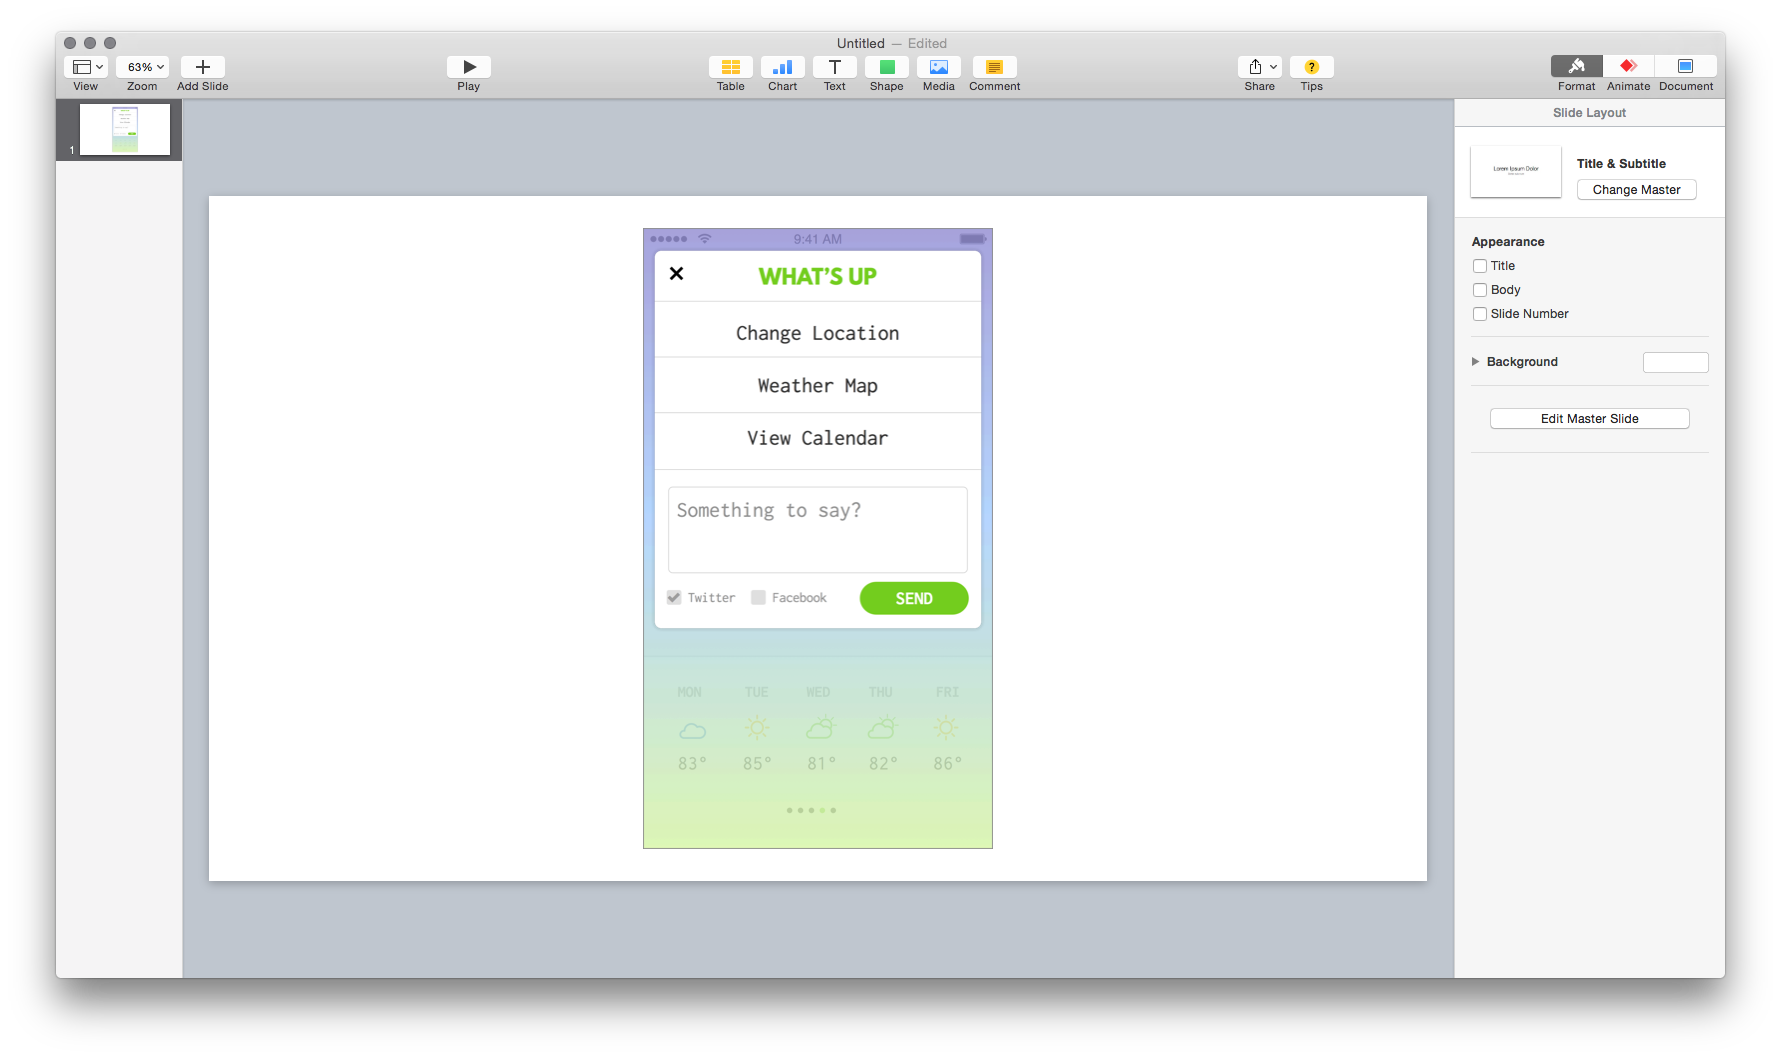 Untitled — Edited
63%
View
Zoom
Add Slide
Play
Table
Chart
Text
Shape
Media
Comment
Share
?
Tips
Format
Animate
Document
1
9:41 AM
WHAT'S UP
Change Location
Weather Map
View Calendar
Something to say?
Twitter
Facebook
SEND
MON TUE WED THU FRI
83° 85° 81° 82° 86°
Slide Layout
Lorem Ipsum Dolor
Title & Subtitle
Change Master
Appearance
Title
Body
Slide Number
Background
Edit Master Slide